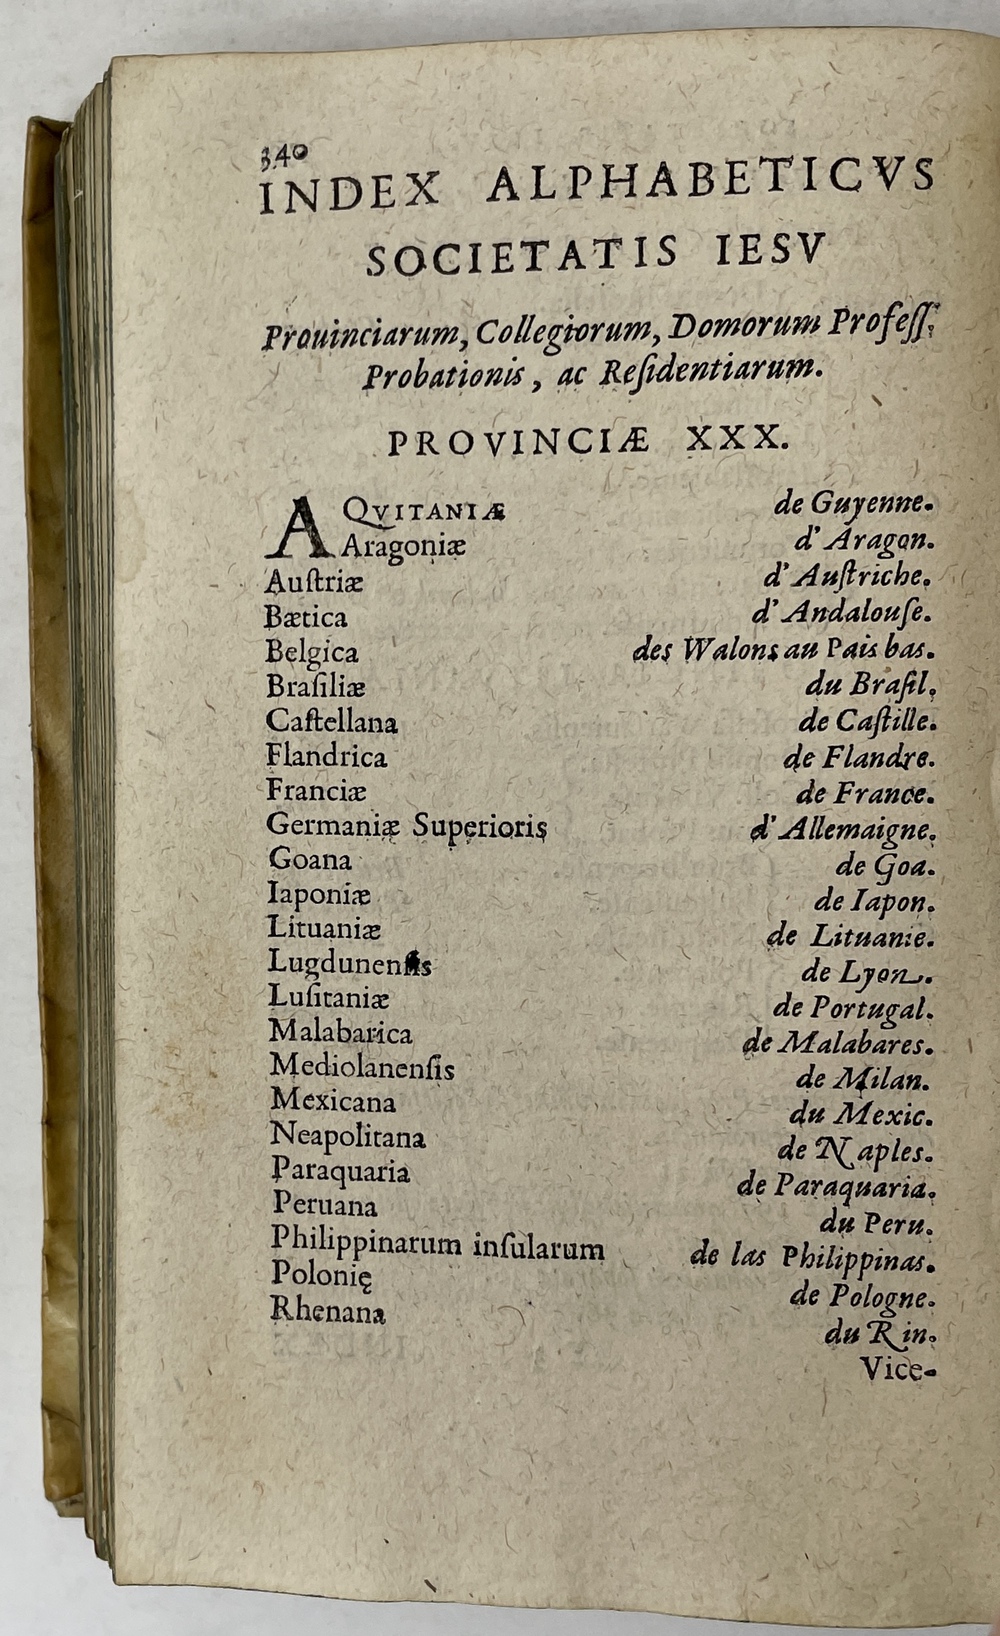 340
INDEX ALPHABETICVS
SOCIETATIS IESV
Prouinciarum, Collegiorum, Domorum Profeſſ.
Probationis, ac Reſidentiarum.
PROVINCIÆ XXX.
AQVITANIÆ de Guyenne.
Aragoniæ d'Aragon.
Auſtriæ d'Auſtriche.
Bætica d'Andalouſe.
Belgica des Walons au Pais bas.
Braſiliæ du Braſil.
Caſtellana de Caſtille.
Flandrica de Flandre.
Franciæ de France.
Germaniæ Superioris d'Allemaigne.
Goana de Goa.
Iaponiæ de Iapon.
Lituaniæ de Lituanie.
Lugdunenſis de Lyon.
Luſitaniæ de Portugal.
Malabarica de Malabares.
Mediolanenſis de Milan.
Mexicana du Mexic.
Neapolitana de Naples.
Paraquaria de Paraquaria.
Peruana du Peru.
Philippinarum inſularum de las Philippinas.
Polonię de Pologne.
Rhenana du Rin.
Vice-